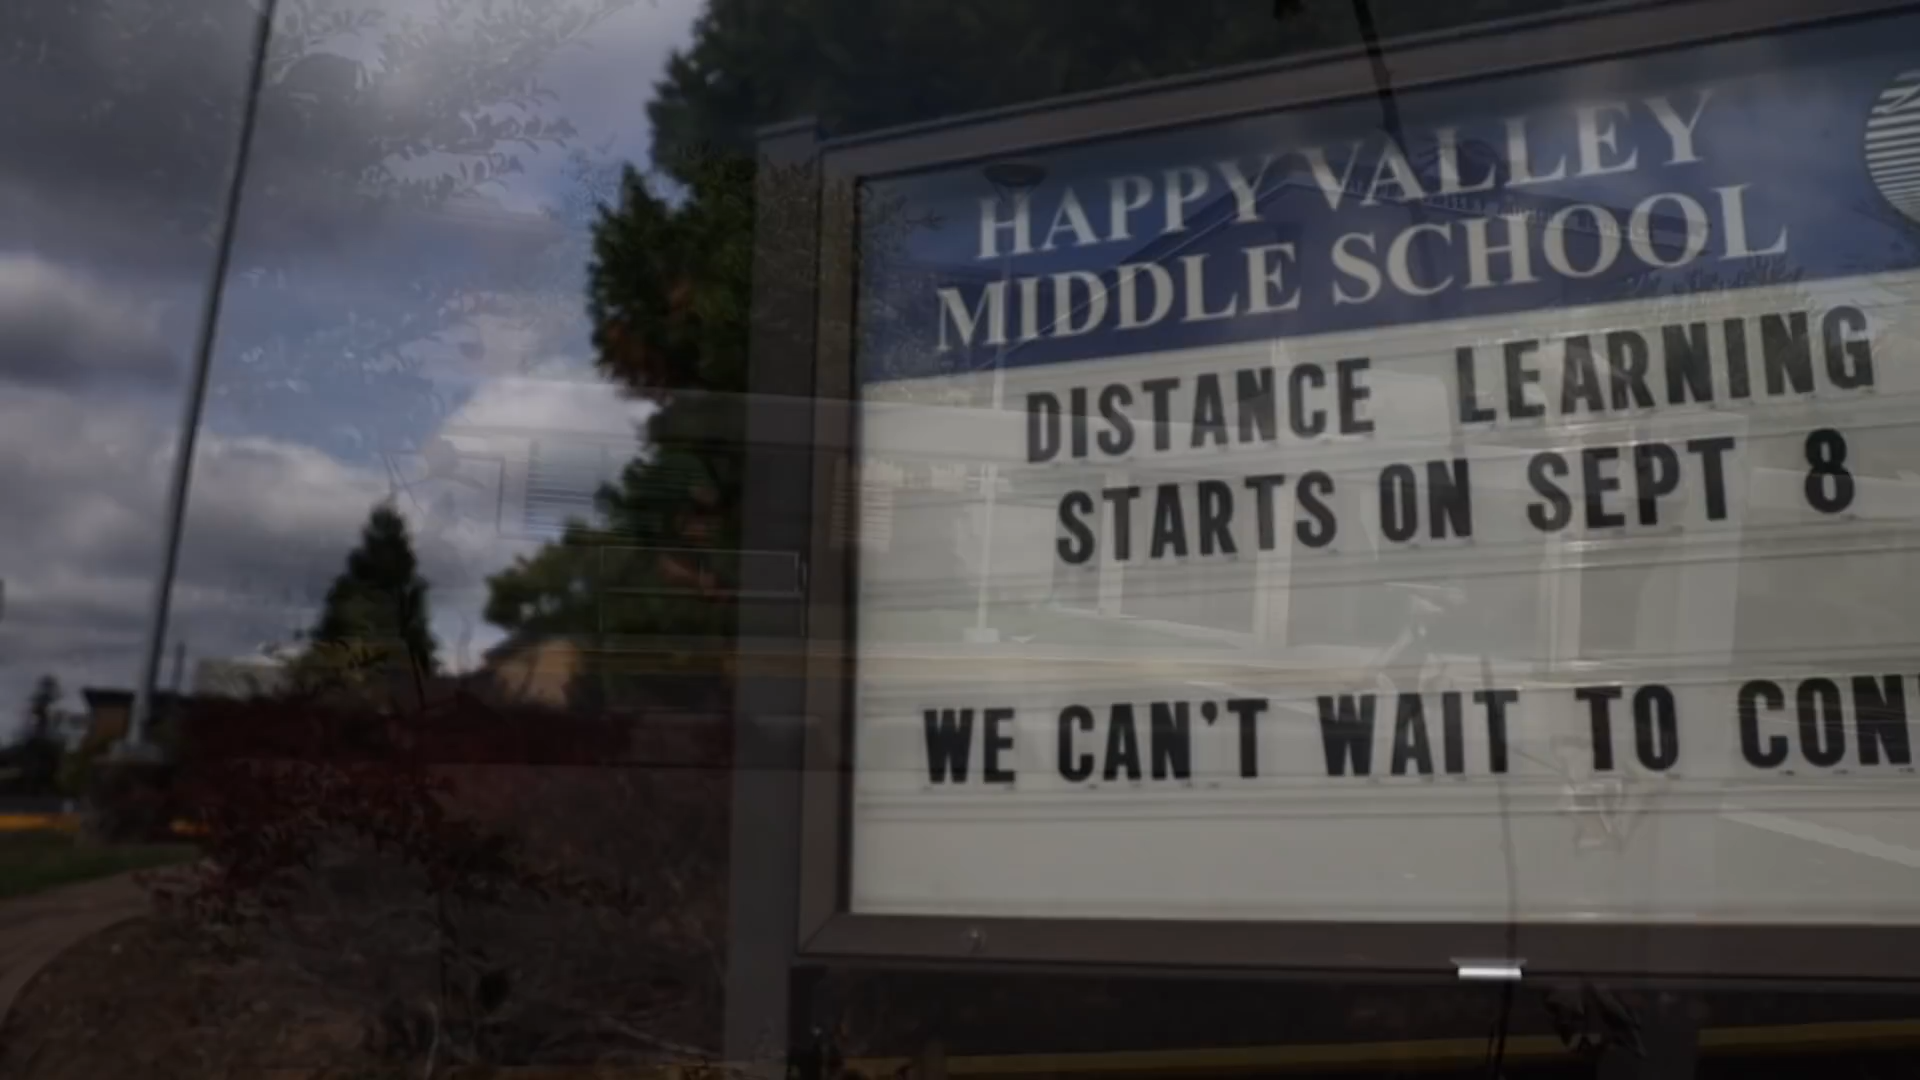 HAPPY VALLEY
MIDDLE SCHOOL
DISTANCE LEARNING
STARTS ON SEPT 8
WE CAN'T WAIT TO